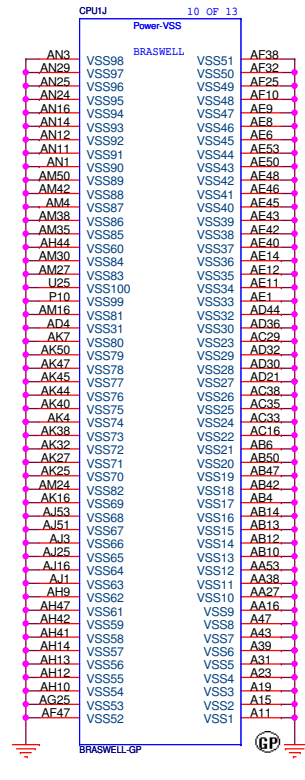 CPU1J 10 OF 13
Power-VSS
BRASWELL
AN3 VSS98 VSS51 AF38
AN29 VSS97 VSS50 AF32
AN25 VSS96 VSS49 AF25
AN24 VSS95 VSS48 AF10
AN16 VSS94 VSS47 AE9
AN14 VSS93 VSS46 AE8
AN12 VSS92 VSS45 AE6
AN11 VSS91 VSS44 AE53
AN1 VSS90 VSS43 AE50
AM50 VSS89 VSS42 AE48
AM42 VSS88 VSS41 AE46
AM4 VSS87 VSS40 AE45
AM38 VSS86 VSS39 AE43
AM35 VSS85 VSS38 AE42
AH44 VSS60 VSS37 AE40
AM30 VSS84 VSS36 AE14
AM27 VSS83 VSS35 AE12
U25 VSS100 VSS34 AE11
P10 VSS99 VSS33 AE1
AM16 VSS81 VSS32 AD44
AD4 VSS31 VSS30 AD36
AK7 VSS80 VSS23 AC29
AK50 VSS79 VSS29 AD32
AK47 VSS78 VSS28 AD30
AK45 VSS77 VSS27 AD21
AK44 VSS76 VSS26 AC38
AK40 VSS75 VSS25 AC35
AK4 VSS74 VSS24 AC33
AK38 VSS73 VSS22 AC16
AK32 VSS72 VSS21 AB6
AK27 VSS71 VSS20 AB50
AK25 VSS70 VSS19 AB47
AM24 VSS82 VSS18 AB42
AK16 VSS69 VSS17 AB4
AJ53 VSS68 VSS16 AB14
AJ51 VSS67 VSS15 AB13
AJ3 VSS66 VSS14 AB12
AJ25 VSS65 VSS13 AB10
AJ16 VSS64 VSS12 AA53
AJ1 VSS63 VSS11 AA38
AH9 VSS62 VSS10 AA27
AH47 VSS61 VSS9 AA16
AH42 VSS59 VSS8 A47
AH41 VSS58 VSS7 A43
AH14 VSS57 VSS6 A39
AH13 VSS56 VSS5 A31
AH12 VSS55 VSS4 A23
AH10 VSS54 VSS3 A19
AG25 VSS53 VSS2 A15
AF47 VSS52 VSS1 A11
GP
BRASWELL-GP